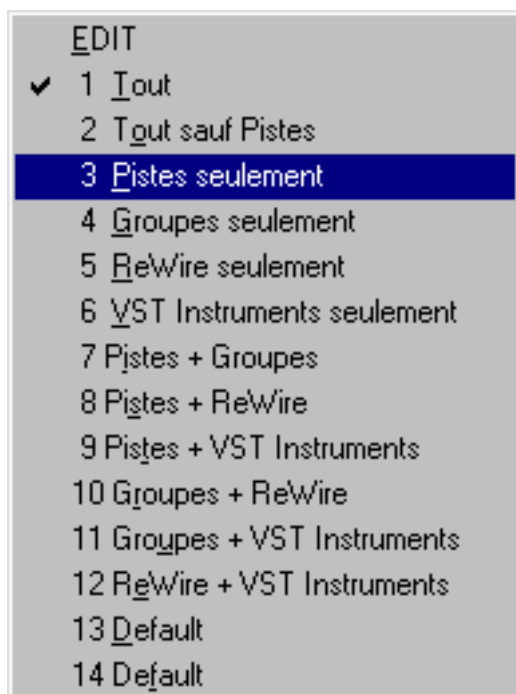 EDIT
✔ 1 Tout
2 Tout sauf Pistes
3 Pistes seulement
4 Groupes seulement
5 ReWire seulement
6 VST Instruments seulement
7 Pistes + Groupes
8 Pistes + ReWire
9 Pistes + VST Instruments
10 Groupes + ReWire
11 Groupes + VST Instruments
12 ReWire + VST Instruments
13 Default
14 Default